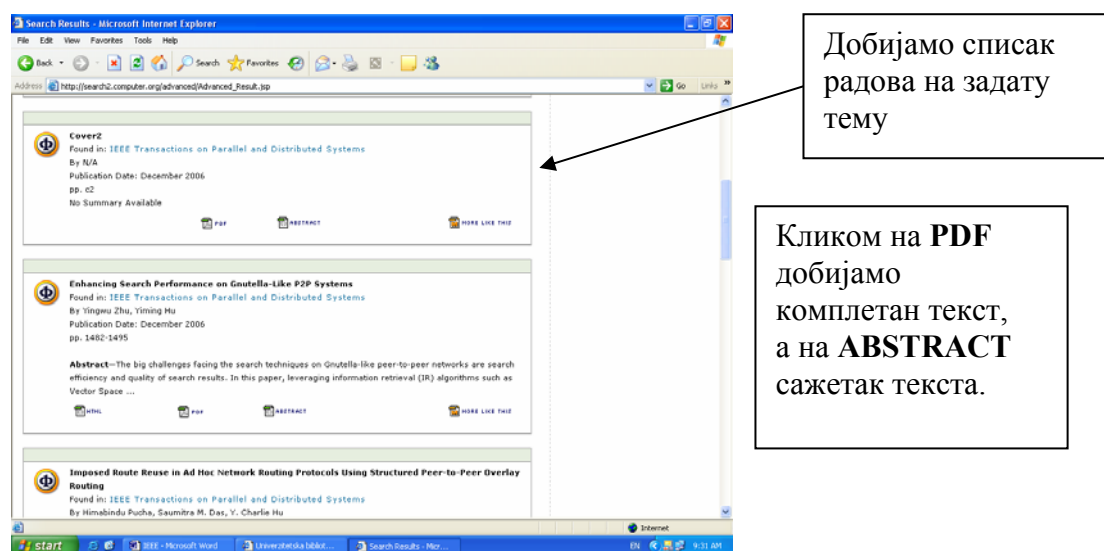 Search Results - Microsoft Internet Explorer
File Edit View Favorites Tools Help
Back Search Favorites
Address http://search2.computer.org/advanced/Advanced_Result.jsp Go Links »
Cover2
Found in: IEEE Transactions on Parallel and Distributed Systems
By N/A
Publication Date: December 2006
pp. c2
No Summary Available
PDF ABSTRACT MORE LIKE THIS
Enhancing Search Performance on Gnutella-Like P2P Systems
Found in: IEEE Transactions on Parallel and Distributed Systems
By Yingwu Zhu, Yiming Hu
Publication Date: December 2006
pp. 1482-1495
Abstract—The big challenges facing the search techniques on Gnutella-like peer-to-peer networks are search
efficiency and quality of search results. In this paper, leveraging information retrieval (IR) algorithms such as
Vector Space ...
HTML PDF ABSTRACT MORE LIKE THIS
Imposed Route Reuse in Ad Hoc Network Routing Protocols Using Structured Peer-to-Peer Overlay
Routing
Found in: IEEE Transactions on Parallel and Distributed Systems
By Himabindu Pucha, Saumitra M. Das, Y. Charlie Hu
Internet
start IEEE - Microsoft Word Univerzitetska bibliot... Search Results - Micr... EN 9:31 AM
Добијамо списак
радова на задату
тему
Кликом на PDF
добијамо
комплетан текст,
а на ABSTRACT
сажетак текста.